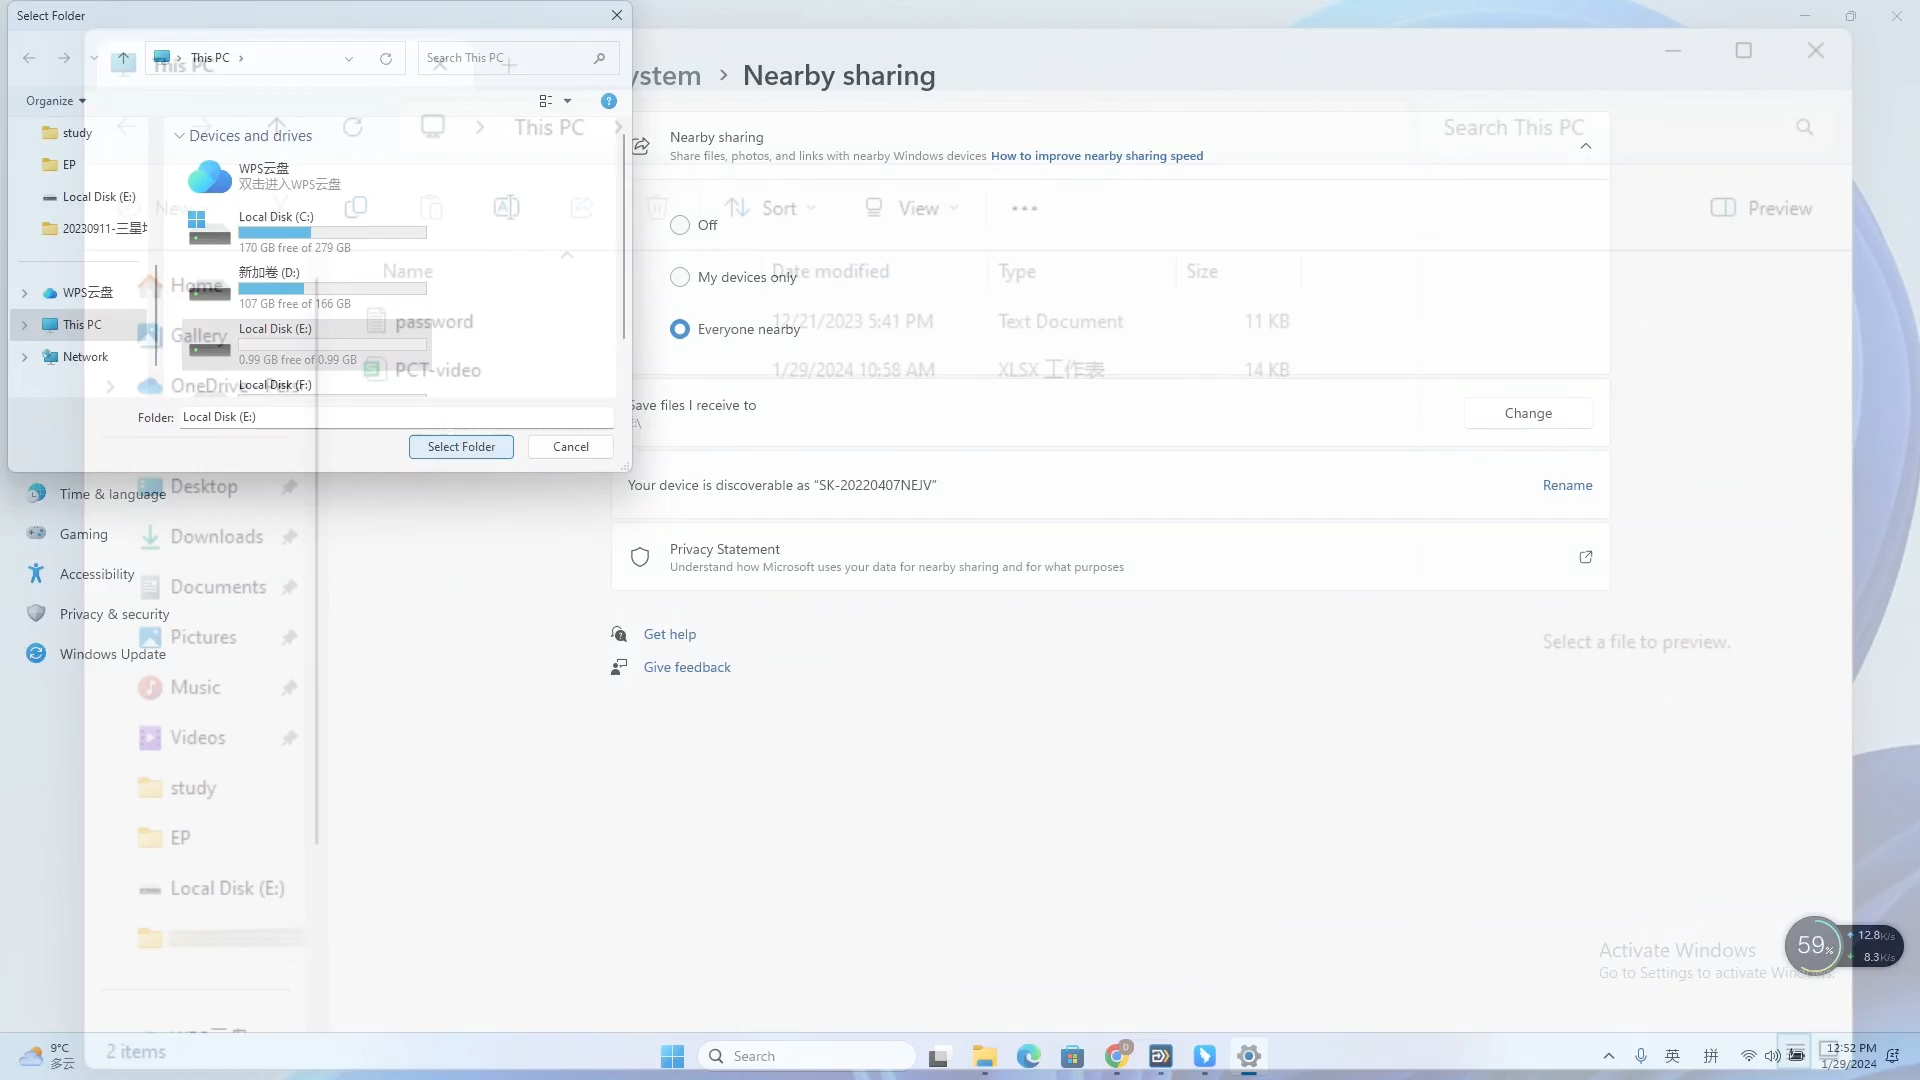 Select Folder
This PC
Search This PC
Organize
study
EP
Local Disk (E:)
WPS云盘
This PC
Network
Devices and drives
WPS云盘
双击进入WPS云盘
Local Disk (C:)
170 GB free of 279 GB
新加卷 (D:)
107 GB free of 166 GB
Local Disk (E:)
0.99 GB free of 0.99 GB
Local Disk (F:)
Folder: Local Disk (E:)
Select Folder
Cancel
Time & language
Gaming
Accessibility
Privacy & security
Windows Update
ystem › Nearby sharing
Nearby sharing
Share files, photos, and links with nearby Windows devices How to improve nearby sharing speed
Off
My devices only
Everyone nearby
Save files I receive to
E:\
Change
Your device is discoverable as “SK-20220407NEJV”
Rename
Privacy Statement
Understand how Microsoft uses your data for nearby sharing and for what purposes
Get help
Give feedback
This PC
This PC
Search This PC
New
Sort
View
Preview
Name
Date modified
Type
Size
password
12/21/2023 5:41 PM
Text Document
11 KB
PCT-video
1/29/2024 10:58 AM
XLSX 工作表
14 KB
Home
Gallery
OneDrive - Pers
Desktop
Downloads
Documents
Pictures
Music
Videos
study
EP
Local Disk (E:)
Select a file to preview.
2 items
Activate Windows
Go to Settings to activate Windows.
59%
12.8K/s
8.3K/s
9°C
多云
Search
英
拼
12:52 PM
1/29/2024